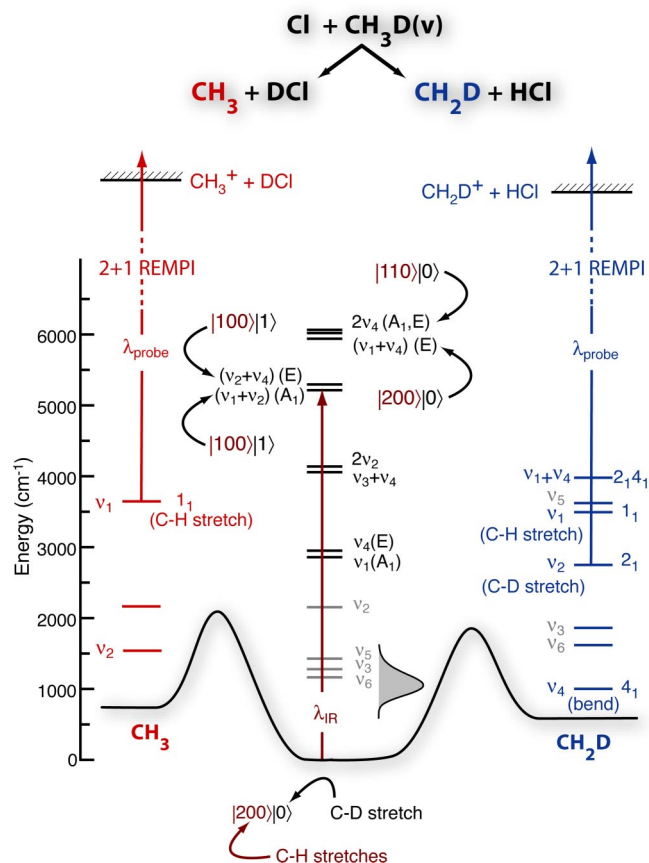 Cl + CH₃D(v)
CH₃ + DCl
CH₂D + HCl
CH₃⁺ + DCl
CH₂D⁺ + HCl
2+1 REMPI
|110⟩|0⟩
2+1 REMPI
6000
|100⟩|1⟩
2ν₄ (A₁,E)
(ν₁+ν₄) (E)
λprobe
λprobe
(ν₂+ν₄) (E)
(ν₁+ν₂) (A₁)
|200⟩|0⟩
5000
|100⟩|1⟩
4000
2ν₂
ν₃+ν₄
ν₁+ν₄ 2₁4₁
ν₅
ν₁ 1₁
(C-H stretch)
ν₁ 1₁
(C-H stretch)
Energy (cm⁻¹)
3000
ν₄(E)
ν₁(A₁)
ν₂ 2₁
(C-D stretch)
2000
ν₂
ν₃
ν₆
ν₂
ν₅
ν₃
ν₆
1000
ν₄ 4₁
(bend)
λIR
CH₃
CH₂D
0
|200⟩|0⟩
C-D stretch
C-H stretches